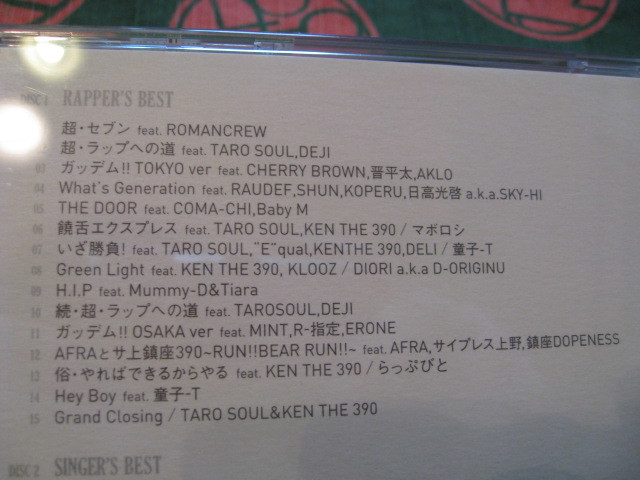 DISC 1 RAPPER'S BEST
超・セブン feat. ROMANCREW
超・ラップへの道 feat. TARO SOUL,DEJI
03 ガッデム!! TOKYO ver feat. CHERRY BROWN,晋平太,AKLO
04 What's Generation feat. RAUDEF,SHUN,KOPERU,日高光啓 a.k.a.SKY-HI
05 THE DOOR feat. COMA-CHI,Baby M
06 饒舌エクスプレス feat. TARO SOUL,KEN THE 390 / マボロシ
07 いざ勝負! feat. TARO SOUL,"E"qual,KENTHE 390,DELI / 童子-T
08 Green Light feat. KEN THE 390, KLOOZ / DIORI a.k.a D-ORIGINU
09 H.I.P feat. Mummy-D&Tiara
10 続・超・ラップへの道 feat. TAROSOUL,DEJI
11 ガッデム!! OSAKA ver feat. MINT,R-指定,ERONE
12 AFRAとサ上鎮座390~RUN!!BEAR RUN!!~ feat. AFRA,サイプレス上野,鎮座DOPENESS
13 俗・やればできるからやる feat. KEN THE 390 / らっぷびと
14 Hey Boy feat. 童子-T
15 Grand Closing / TARO SOUL&KEN THE 390
DISC 2 SINGER'S BEST